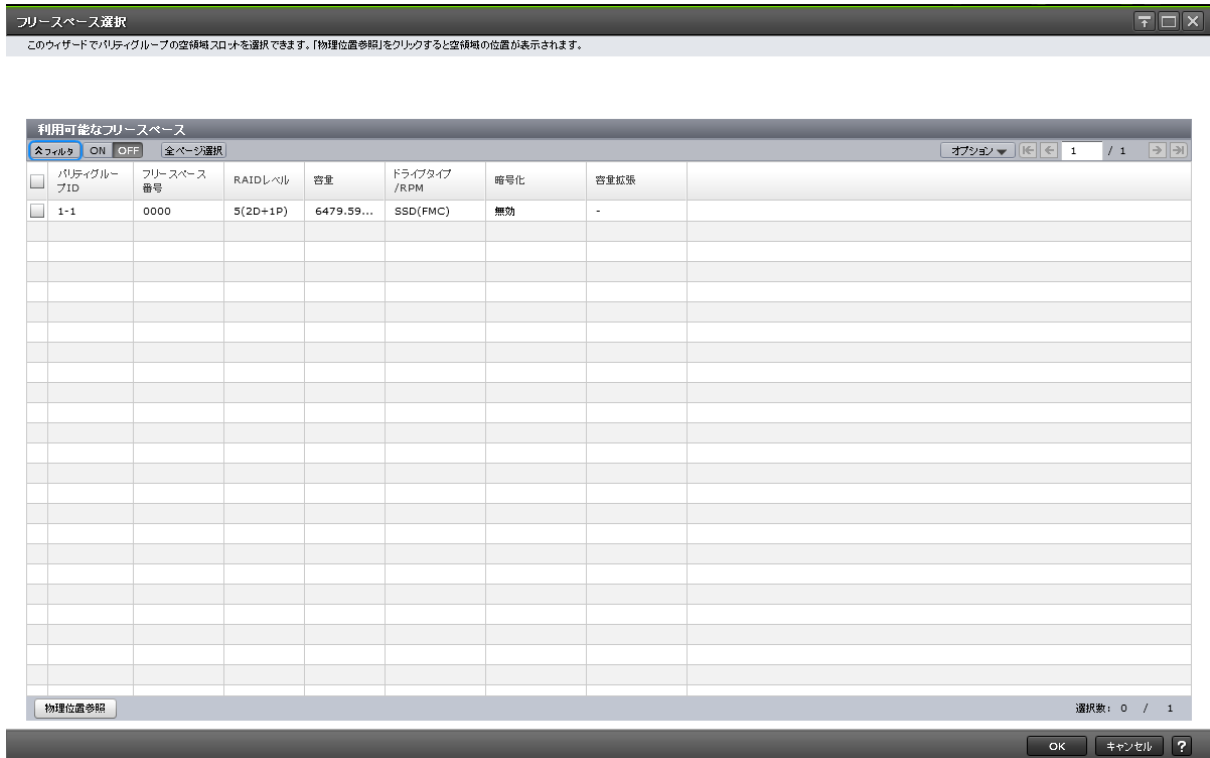 フリースペース選択
このウィザードでパリティグループの空領域スロットを選択できます。「物理位置参照」をクリックすると空領域の位置が表示されます。
利用可能なフリースペース
フィルタ ON OFF 全ページ選択 オプション 1 / 1
パリティグルー フリースペース RAIDレベル 容量 ドライブタイプ 暗号化 容量拡張
プID 番号 /RPM
1-1 0000 5(2D+1P) 6479.59... SSD(FMC) 無効 -
物理位置参照 選択数: 0 / 1
OK キャンセル ?